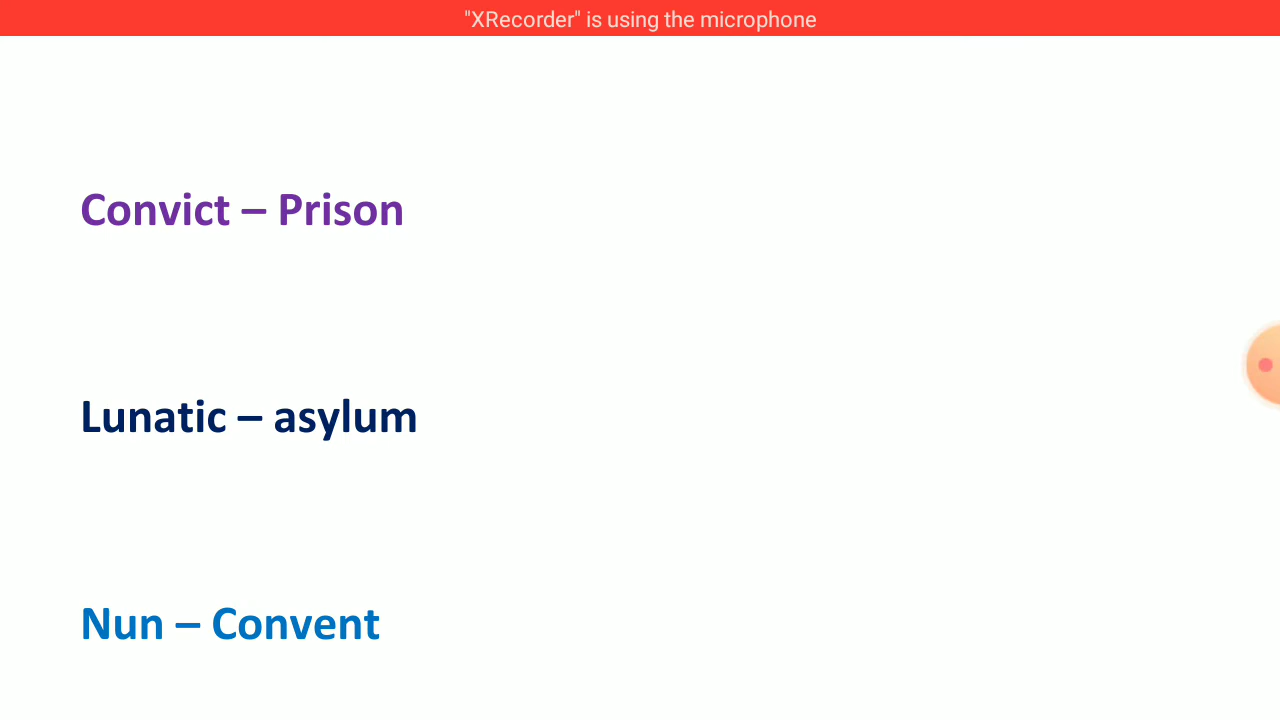 "XRecorder" is using the microphone
Convict – Prison
Lunatic – asylum
Nun – Convent